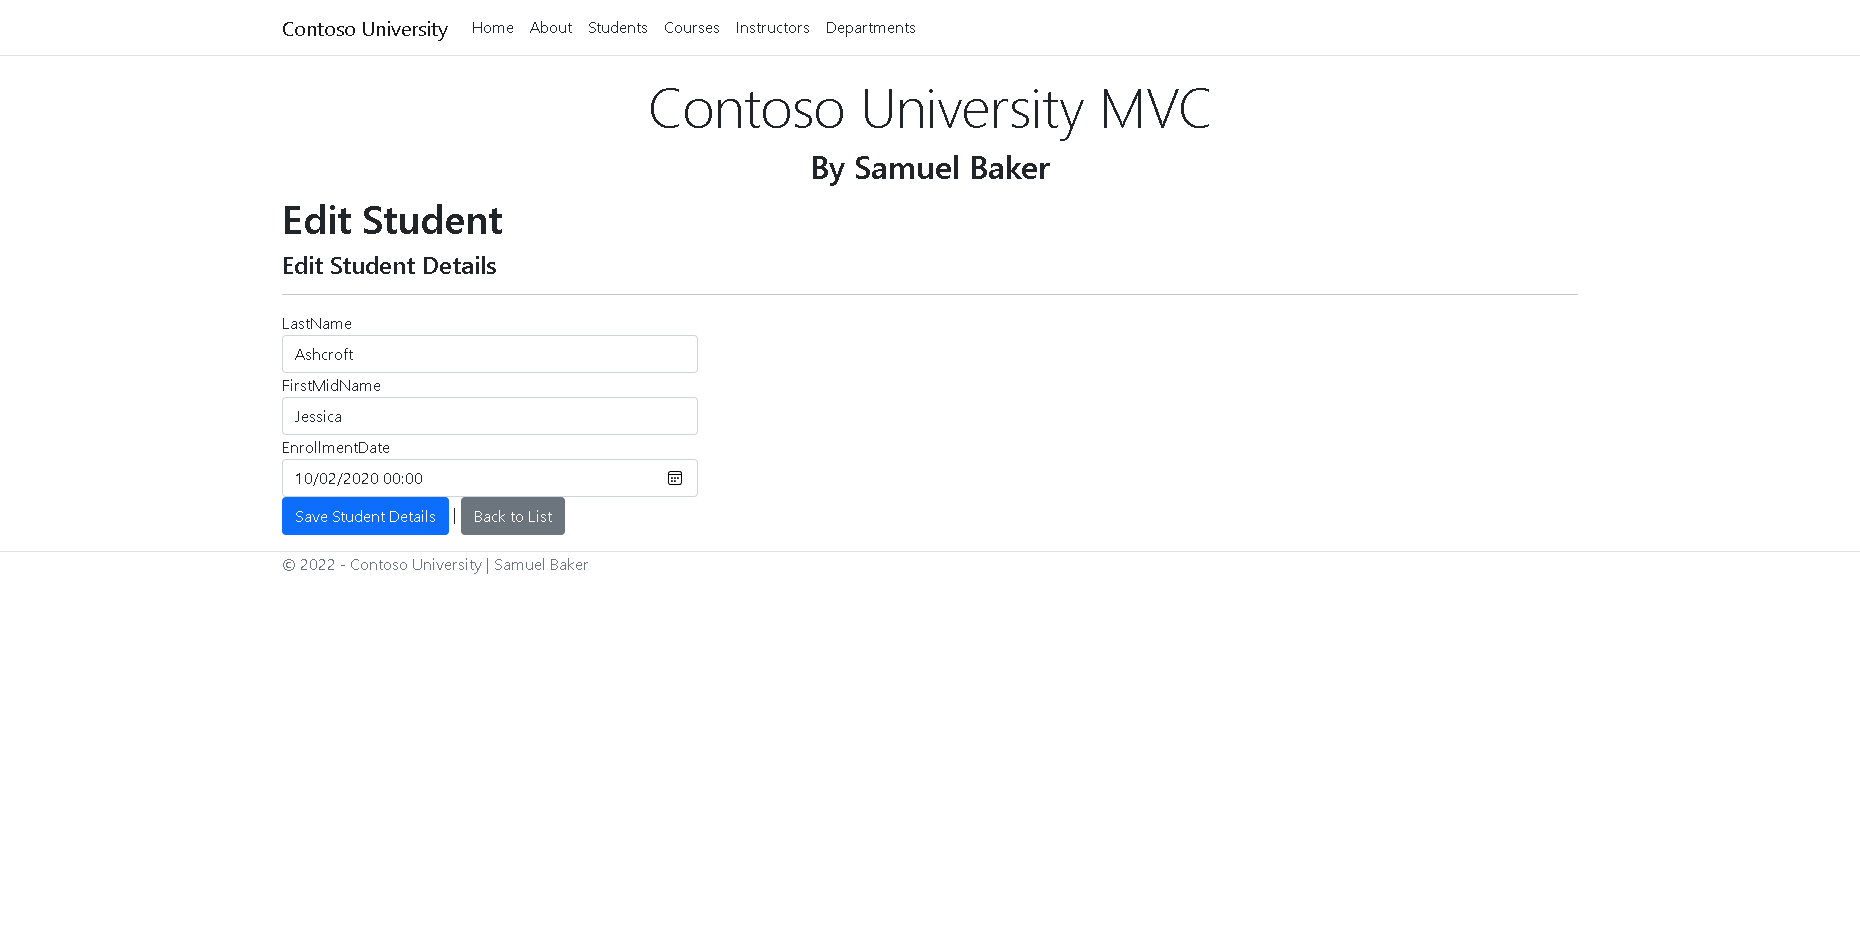 Contoso University Home About Students Courses Instructors Departments
Contoso University MVC
By Samuel Baker
Edit Student
Edit Student Details
LastName
Ashcroft
FirstMidName
Jessica
EnrollmentDate
10/02/2020 00:00
Save Student Details | Back to List
© 2022 - Contoso University | Samuel Baker